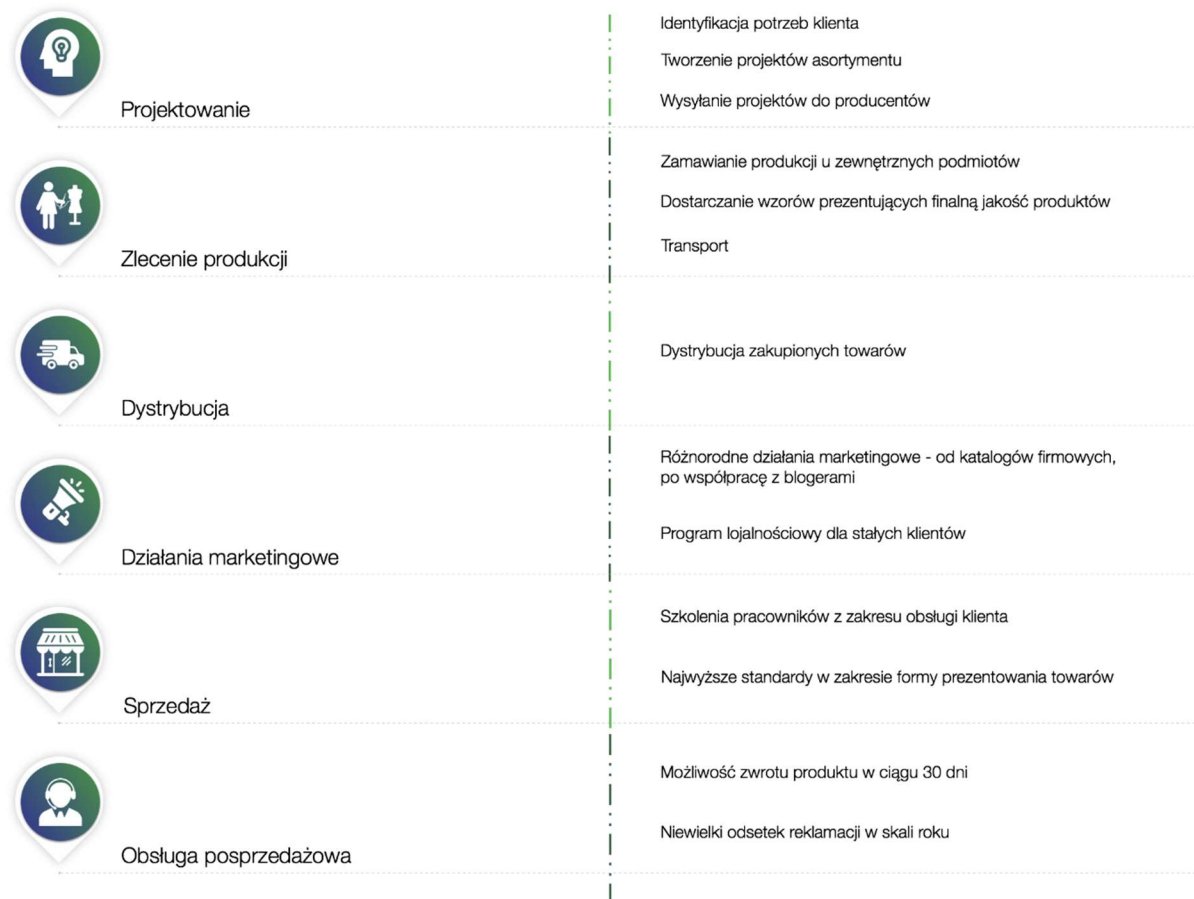 Projektowanie
Identyfikacja potrzeb klienta
Tworzenie projektów asortymentu
Wysyłanie projektów do producentów
Zlecenie produkcji
Zamawianie produkcji u zewnętrznych podmiotów
Dostarczanie wzorów prezentujących finalną jakość produktów
Transport
Dystrybucja
Dystrybucja zakupionych towarów
Działania marketingowe
Różnorodne działania marketingowe - od katalogów firmowych,
po współpracę z blogerami
Program lojalnościowy dla stałych klientów
Sprzedaż
Szkolenia pracowników z zakresu obsługi klienta
Najwyższe standardy w zakresie formy prezentowania towarów
Obsługa posprzedażowa
Możliwość zwrotu produktu w ciągu 30 dni
Niewielki odsetek reklamacji w skali roku